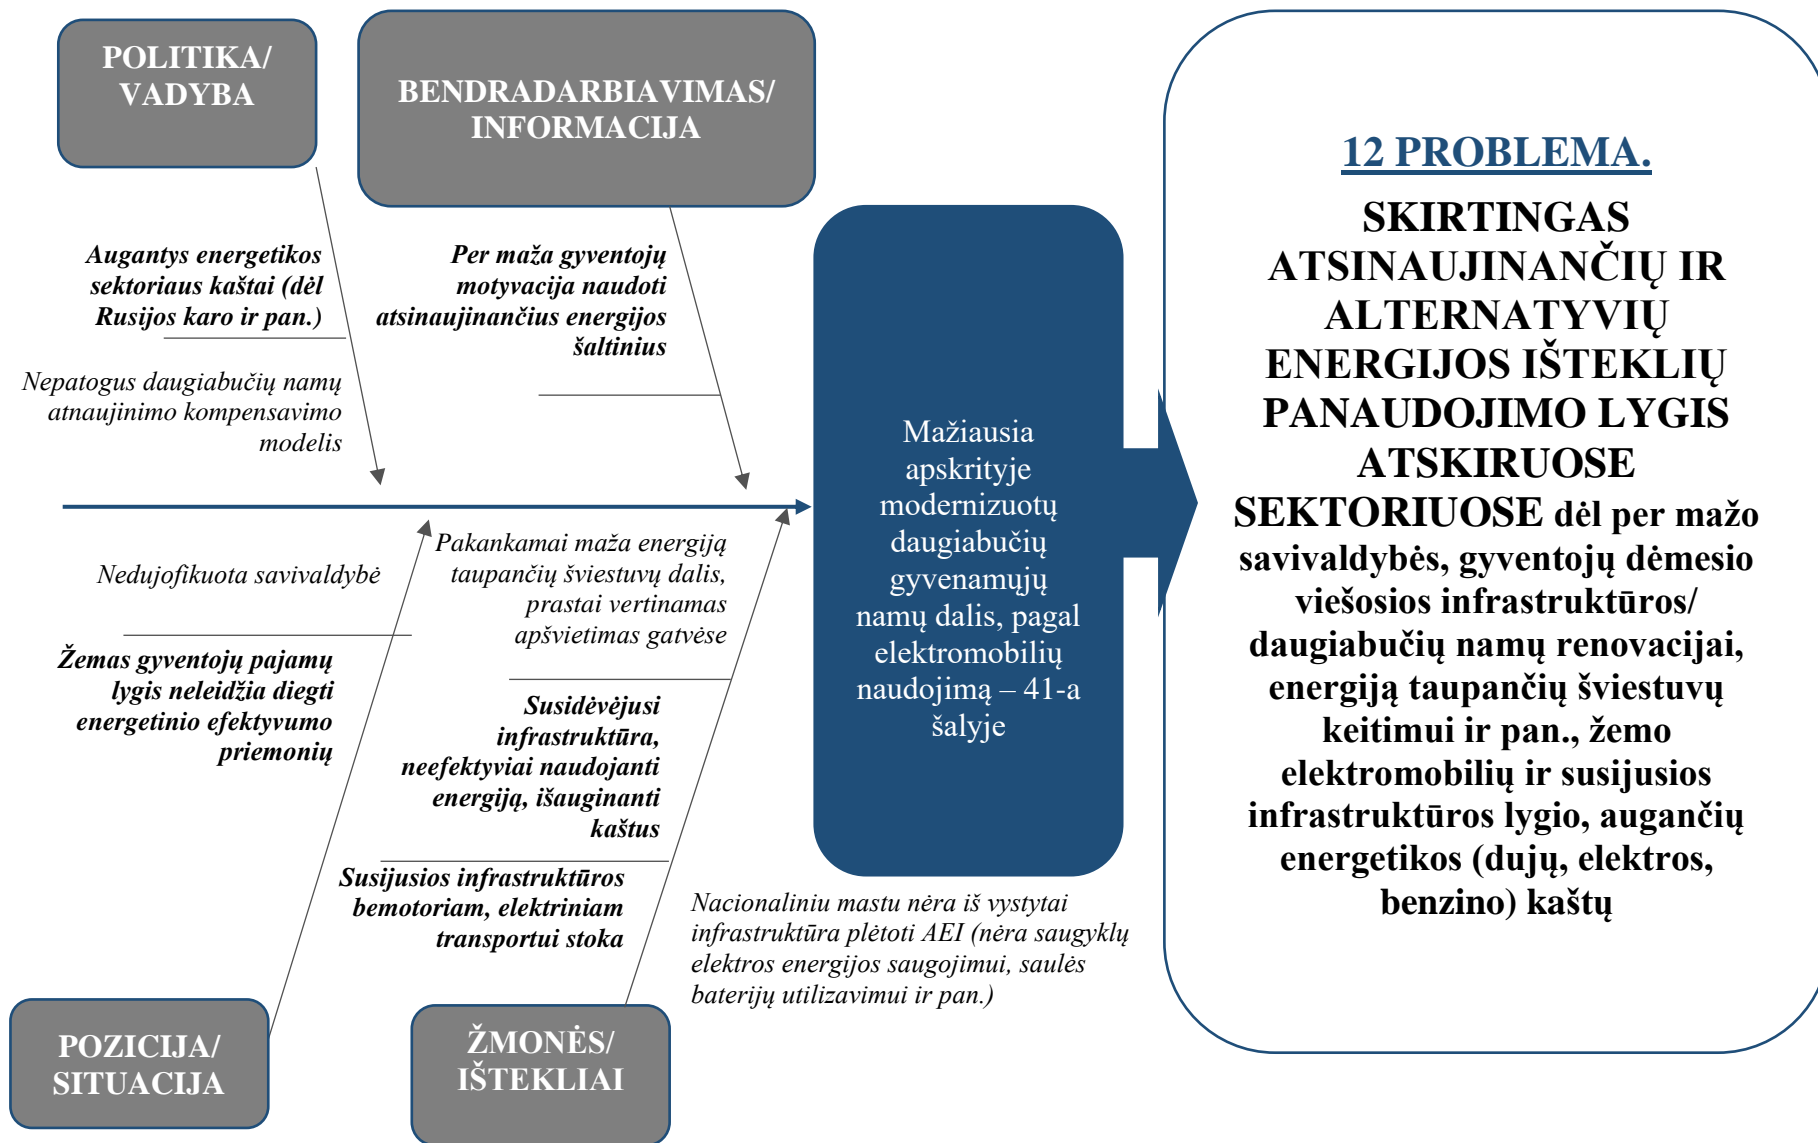 POLITIKA/
VADYBA
BENDRADARBIAVIMAS/
INFORMACIJA
Augantys energetikos
sektoriaus kaštai (dėl
Rusijos karo ir pan.)
Nepatogus daugiabučių namų
atnaujinimo kompensavimo
modelis
Per maža gyventojų
motyvacija naudoti
atsinaujinančius energijos
šaltinius
Nedujofikuota savivaldybė
Žemas gyventojų pajamų
lygis neleidžia diegti
energetinio efektyvumo
priemonių
Pakankamai maža energiją
taupančių šviestuvų dalis,
prastai vertinamas
apšvietimas gatvėse
Susidėvėjusi
infrastruktūra,
neefektyviai naudojanti
energiją, išauginanti
kaštus
Susijusios infrastruktūros
bemotoriam, elektriniam
transportui stoka
Nacionaliniu mastu nėra iš vystytai
infrastruktūra plėtoti AEI (nėra saugyklų
elektros energijos saugojimui, saulės
baterijų utilizavimui ir pan.)
POZICIJA/
SITUACIJA
ŽMONĖS/
IŠTEKLIAI
Mažiausia
apskrityje
modernizuotų
daugiabučių
gyvenamųjų
namų dalis, pagal
elektromobilių
naudojimą – 41-a
šalyje
12 PROBLEMA.
SKIRTINGAS
ATSINAUJINANČIŲ IR
ALTERNATYVIŲ
ENERGIJOS IŠTEKLIŲ
PANAUDOJIMO LYGIS
ATSKIRUOSE
SEKTORIUOSE dėl per mažo
savivaldybės, gyventojų dėmesio
viešosios infrastruktūros/
daugiabučių namų renovacijai,
energiją taupančių šviestuvų
keitimui ir pan., žemo
elektromobilių ir susijusios
infrastruktūros lygio, augančių
energetikos (dujų, elektros,
benzino) kaštų